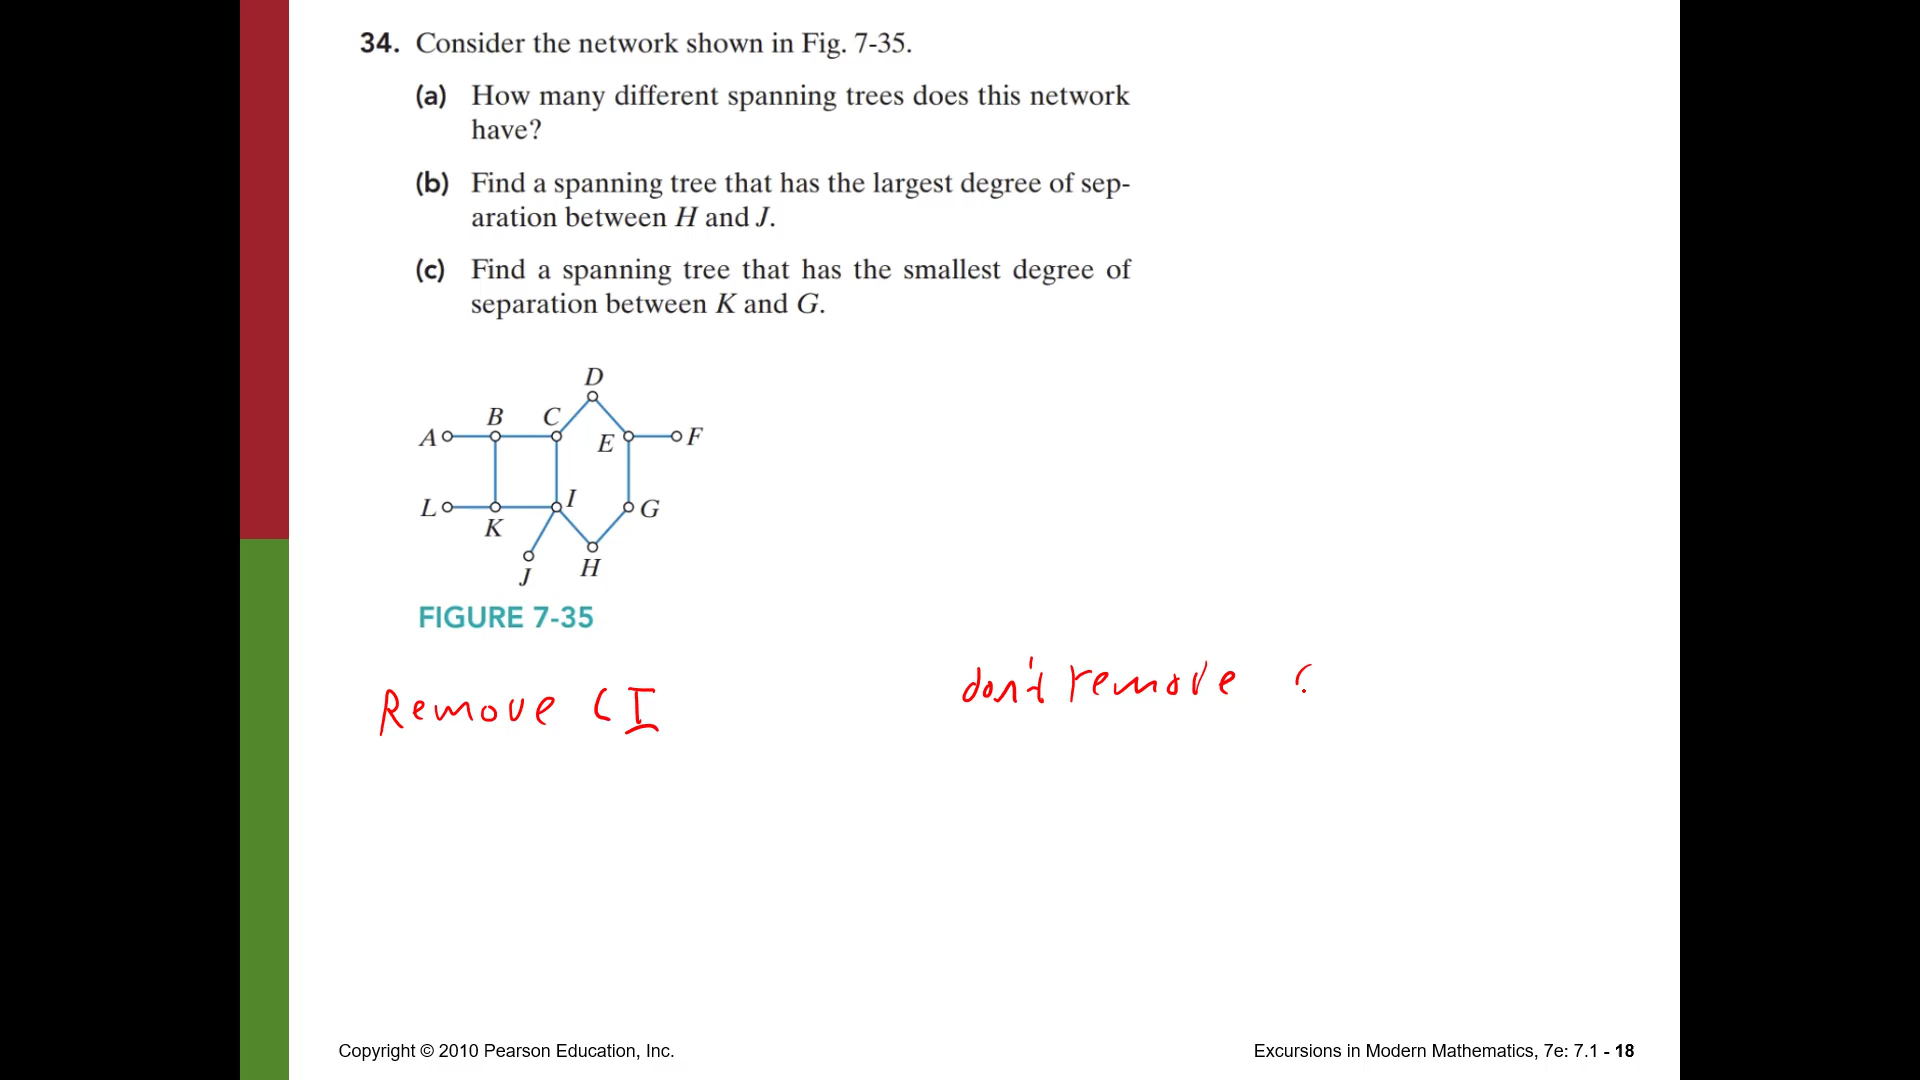 34. Consider the network shown in Fig. 7-35.
(a) How many different spanning trees does this network
have?
(b) Find a spanning tree that has the largest degree of sep-
aration between H and J.
(c) Find a spanning tree that has the smallest degree of
separation between K and G.
D
B C
A E F
I
L G
K
J H
FIGURE 7-35
Remove CI
don't remove C
Copyright © 2010 Pearson Education, Inc.
Excursions in Modern Mathematics, 7e: 7.1 - 18